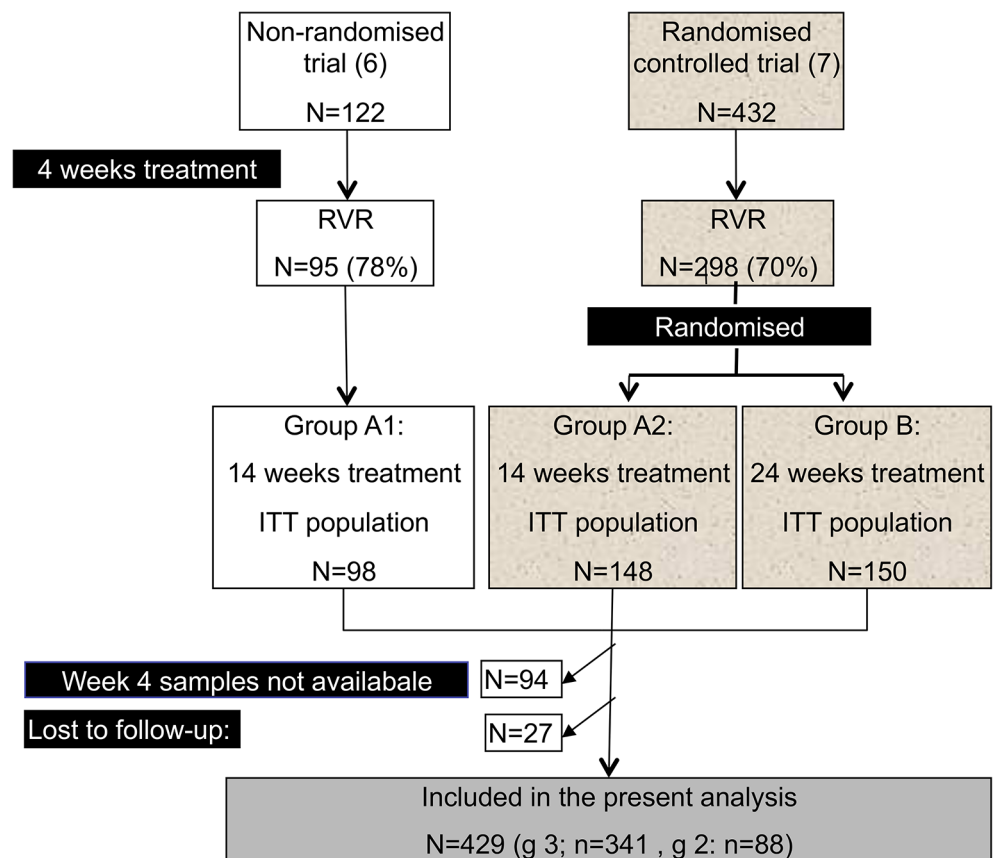 Non-randomised
trial (6)
N=122
Randomised
controlled trial (7)
N=432
4 weeks treatment
RVR
N=95 (78%)
RVR
N=298 (70%)
Randomised
Group A1:
14 weeks treatment
ITT population
N=98
Group A2:
14 weeks treatment
ITT population
N=148
Group B:
24 weeks treatment
ITT population
N=150
Week 4 samples not availabale
N=94
Lost to follow-up:
N=27
Included in the present analysis
N=429 (g 3; n=341 , g 2: n=88)